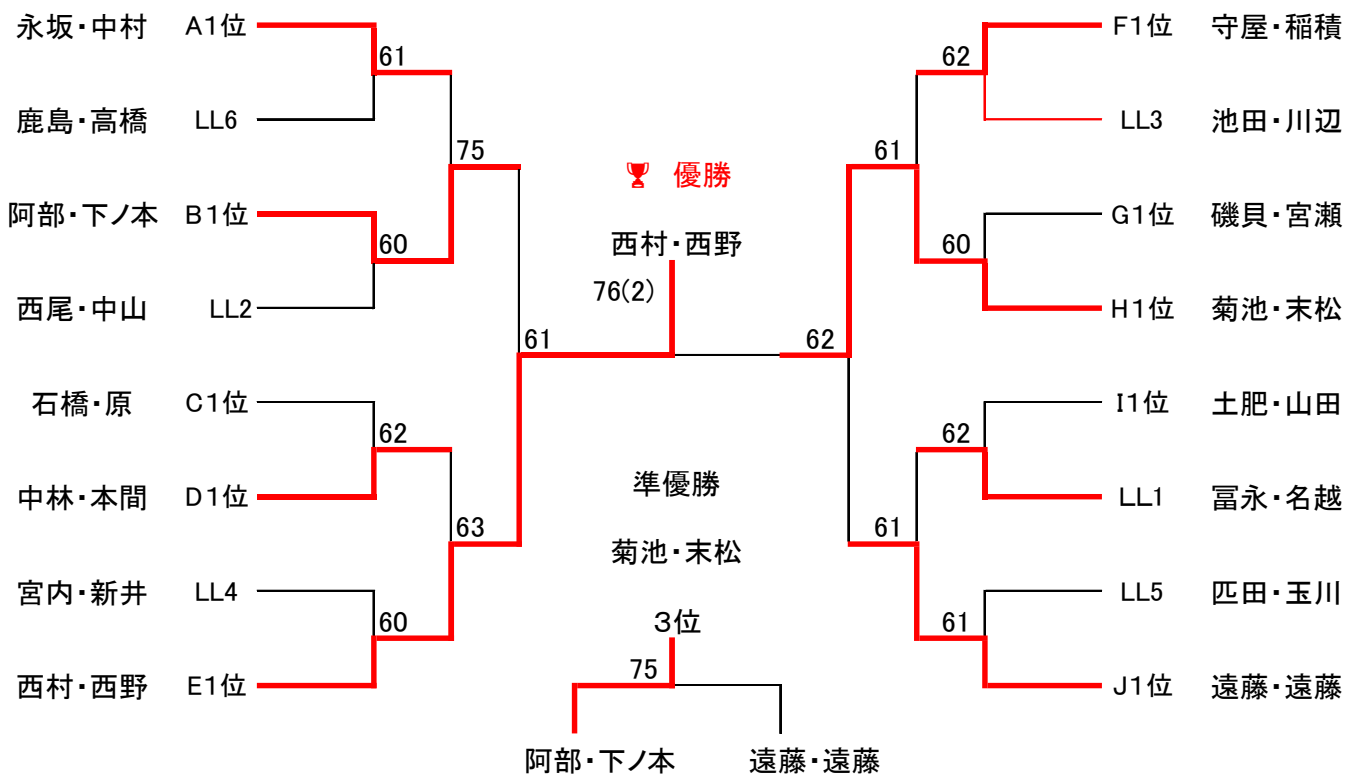 永坂・中村 A1位
61
鹿島・高橋 LL6
75
阿部・下ノ本 B1位
60
西尾・中山 LL2
61
石橋・原 C1位
62
中林・本間 D1位
63
宮内・新井 LL4
60
西村・西野 E1位
優勝
西村・西野
76(2)
準優勝
菊池・末松
3位
75
阿部・下ノ本 遠藤・遠藤
F1位 守屋・稲積
62
LL3 池田・川辺
61
G1位 磯貝・宮瀬
60
H1位 菊池・末松
62
I1位 土肥・山田
62
LL1 冨永・名越
61
LL5 匹田・玉川
61
J1位 遠藤・遠藤